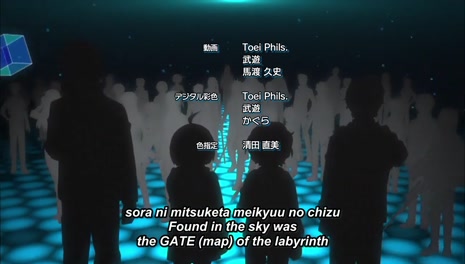 動画 Toei Phils.
武遊
馬渡 久史
デジタル彩色 Toei Phils.
武遊
かぐら
色指定 清田 直美
sora ni mitsuketa meikyuu no chizu
Found in the sky was
the GATE (map) of the labyrinth